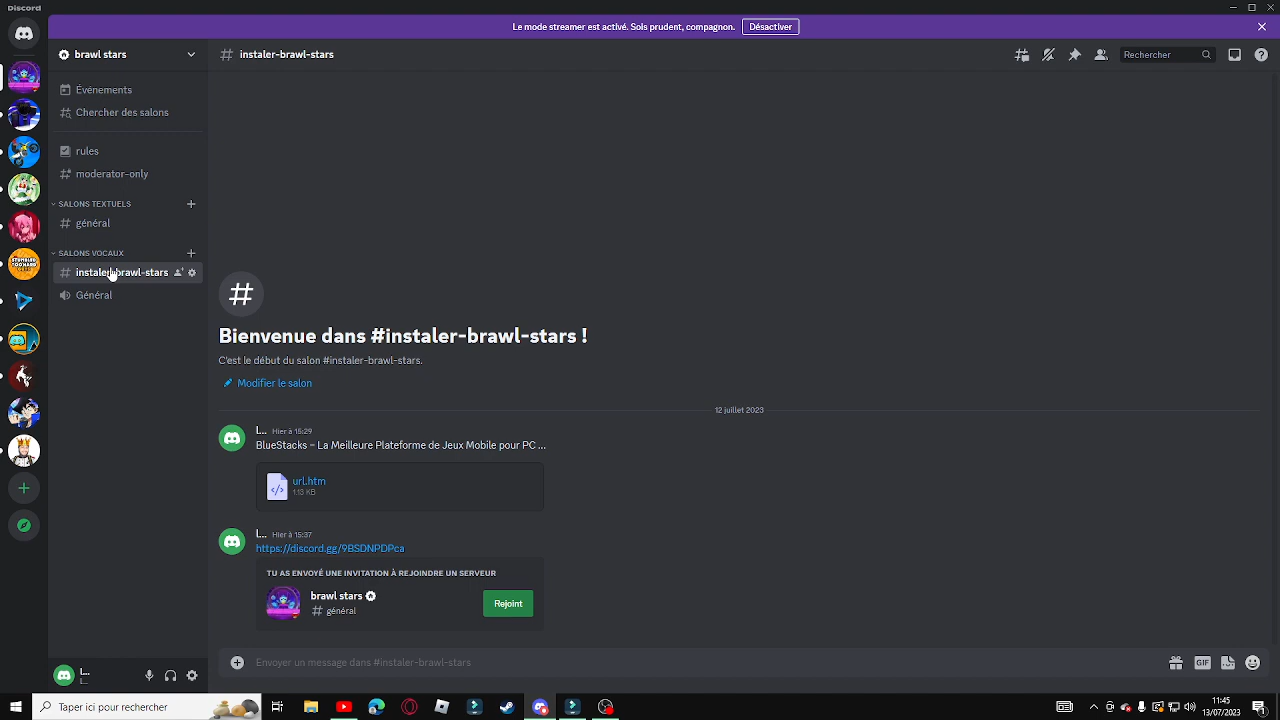 Discord
Le mode streamer est activé. Sois prudent, compagnon.
Désactiver
brawl stars
instaler-brawl-stars
Rechercher
Événements
Chercher des salons
rules
moderator-only
SALONS TEXTUELS
général
SALONS VOCAUX
instaler-brawl-stars
Général
Bienvenue dans #instaler-brawl-stars !
C'est le début du salon #instaler-brawl-stars.
Modifier le salon
12 juillet 2023
L... Hier à 15:29
BlueStacks - La Meilleure Plateforme de Jeux Mobile pour PC ...
url.htm
1.13 KB
L... Hier à 15:37
https://discord.gg/9BSDNPDPca
TU AS ENVOYÉ UNE INVITATION À REJOINDRE UN SERVEUR
brawl stars
général
Rejoint
Envoyer un message dans #instaler-brawl-stars
GIF
Taper ici pour rechercher
11:45
13/07/2023